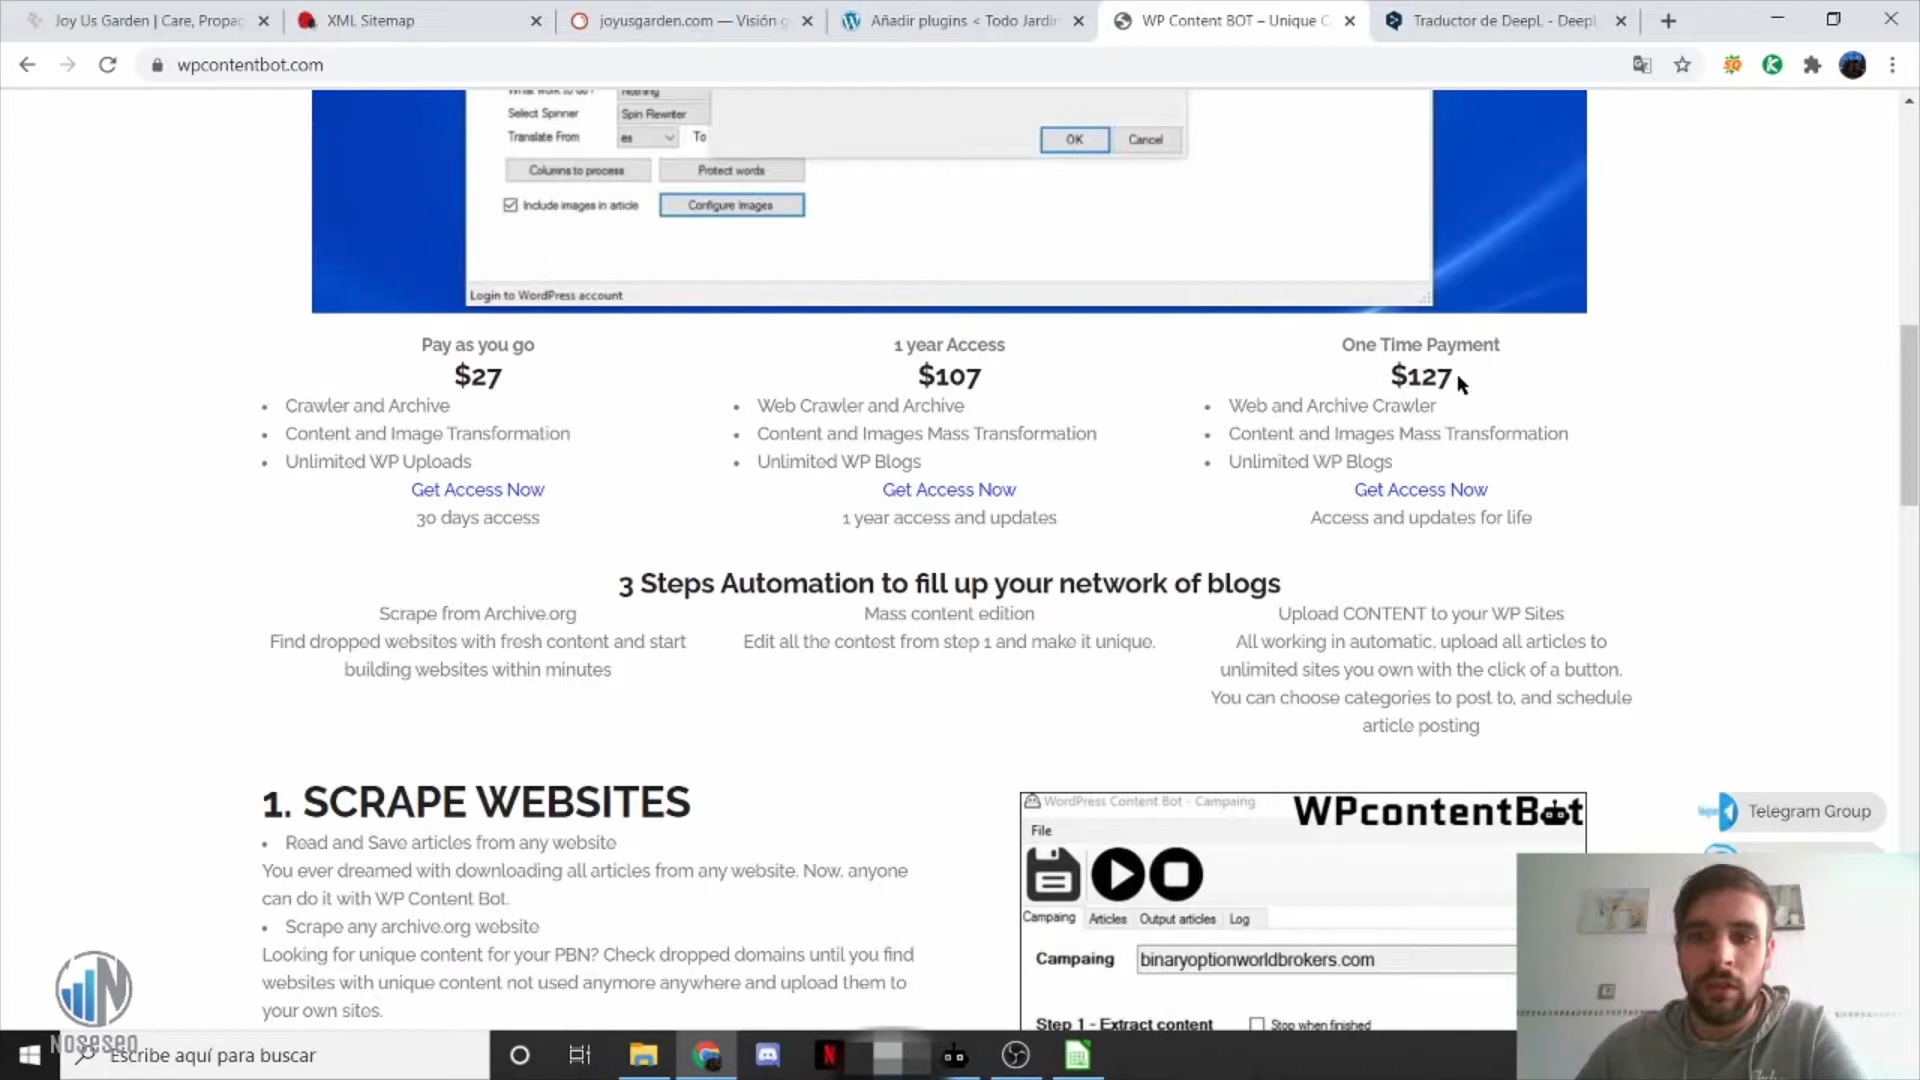 Joy Us Garden | Care, Propag
XML Sitemap
joyusgarden.com — Visión g
Añadir plugins < Todo Jardin
WP Content BOT – Unique C
Traductor de DeepL - DeepL
wpcontentbot.com
What work to do?
Nothing
Select Spinner
Spin Rewriter
Translate From
es
To
OK
Cancel
Columns to process
Protect words
Include images in article
Configure images
Login to WordPress account
Pay as you go
$27
Crawler and Archive
Content and Image Transformation
Unlimited WP Uploads
Get Access Now
30 days access
1 year Access
$107
Web Crawler and Archive
Content and Images Mass Transformation
Unlimited WP Blogs
Get Access Now
1 year access and updates
One Time Payment
$127
Web and Archive Crawler
Content and Images Mass Transformation
Unlimited WP Blogs
Get Access Now
Access and updates for life
3 Steps Automation to fill up your network of blogs
Scrape from Archive.org
Find dropped websites with fresh content and start
building websites within minutes
Mass content edition
Edit all the contest from step 1 and make it unique.
Upload CONTENT to your WP Sites
All working in automatic, upload all articles to
unlimited sites you own with the click of a button.
You can choose categories to post to, and schedule
article posting
1. SCRAPE WEBSITES
Read and Save articles from any website
You ever dreamed with downloading all articles from any website. Now, anyone
can do it with WP Content Bot.
Scrape any archive.org website
Looking for unique content for your PBN? Check dropped domains until you find
websites with unique content not used anymore anywhere and upload them to
your own sites.
WordPress Content Bot - Campaing
WPcontentBot
File
Campaing
Articles
Output articles
Log
Campaing
binaryoptionworldbrokers.com
Step 1 - Extract content
Stop when finished
Telegram Group
Noseseo
Escribe aquí para buscar